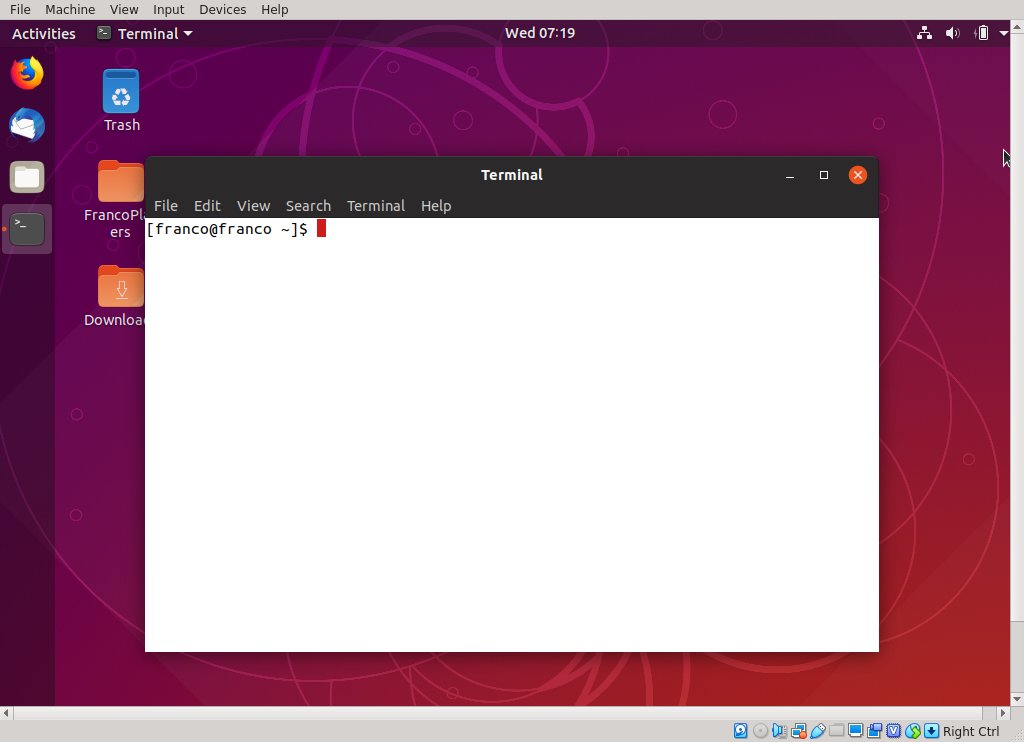 File Machine View Input Devices Help
Activities Terminal Wed 07:19
Trash
FrancoPl
ers
Downloa
Terminal
File Edit View Search Terminal Help
[franco@franco ~]$
Right Ctrl